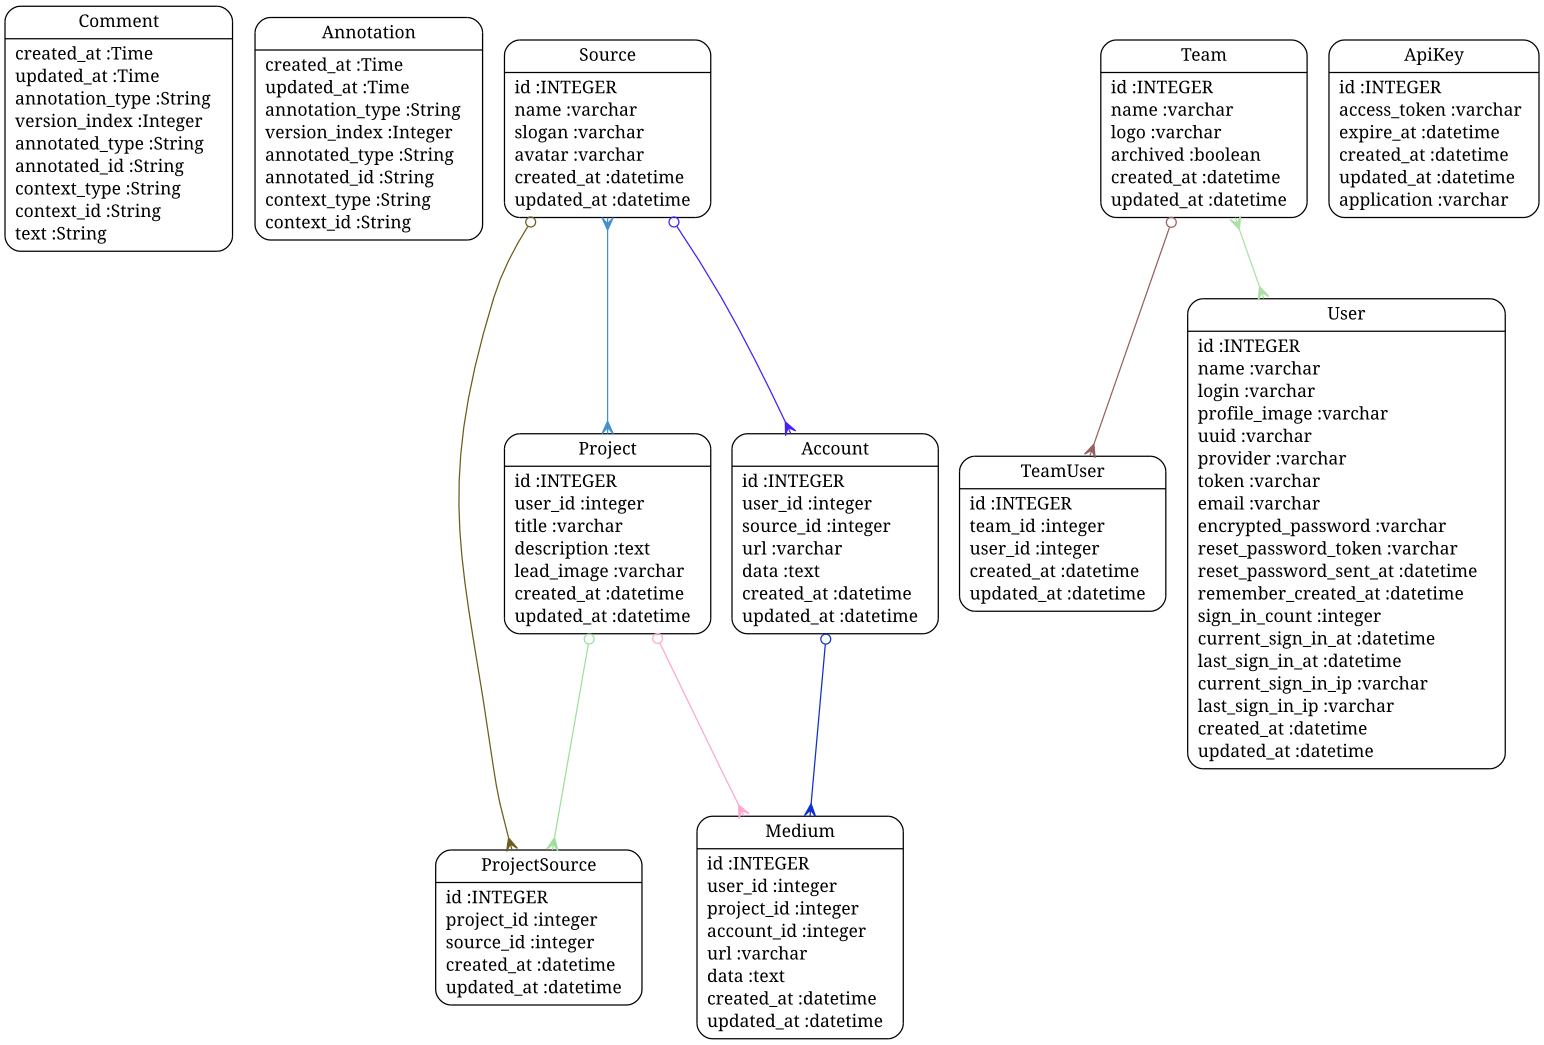 Comment
created_at :Time
updated_at :Time
annotation_type :String
version_index :Integer
annotated_type :String
annotated_id :String
context_type :String
context_id :String
text :String
Annotation
created_at :Time
updated_at :Time
annotation_type :String
version_index :Integer
annotated_type :String
annotated_id :String
context_type :String
context_id :String
Source
id :INTEGER
name :varchar
slogan :varchar
avatar :varchar
created_at :datetime
updated_at :datetime
Team
id :INTEGER
name :varchar
logo :varchar
archived :boolean
created_at :datetime
updated_at :datetime
ApiKey
id :INTEGER
access_token :varchar
expire_at :datetime
created_at :datetime
updated_at :datetime
application :varchar
User
id :INTEGER
name :varchar
login :varchar
profile_image :varchar
uuid :varchar
provider :varchar
token :varchar
email :varchar
encrypted_password :varchar
reset_password_token :varchar
reset_password_sent_at :datetime
remember_created_at :datetime
sign_in_count :integer
current_sign_in_at :datetime
last_sign_in_at :datetime
current_sign_in_ip :varchar
last_sign_in_ip :varchar
created_at :datetime
updated_at :datetime
Project
id :INTEGER
user_id :integer
title :varchar
description :text
lead_image :varchar
created_at :datetime
updated_at :datetime
Account
id :INTEGER
user_id :integer
source_id :integer
url :varchar
data :text
created_at :datetime
updated_at :datetime
TeamUser
id :INTEGER
team_id :integer
user_id :integer
created_at :datetime
updated_at :datetime
ProjectSource
id :INTEGER
project_id :integer
source_id :integer
created_at :datetime
updated_at :datetime
Medium
id :INTEGER
user_id :integer
project_id :integer
account_id :integer
url :varchar
data :text
created_at :datetime
updated_at :datetime